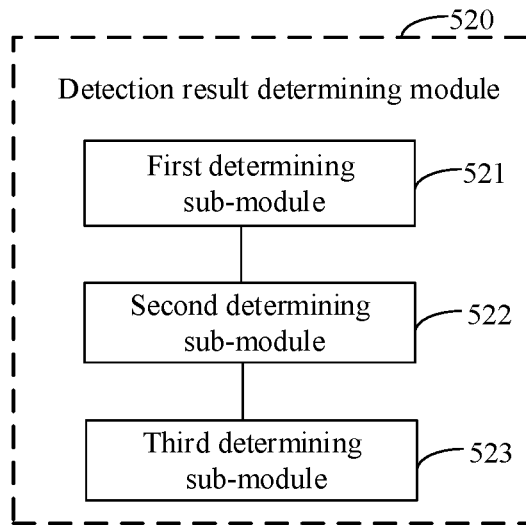 520
Detection result determining module
First determining
sub-module
521
Second determining
sub-module
522
Third determining
sub-module
523